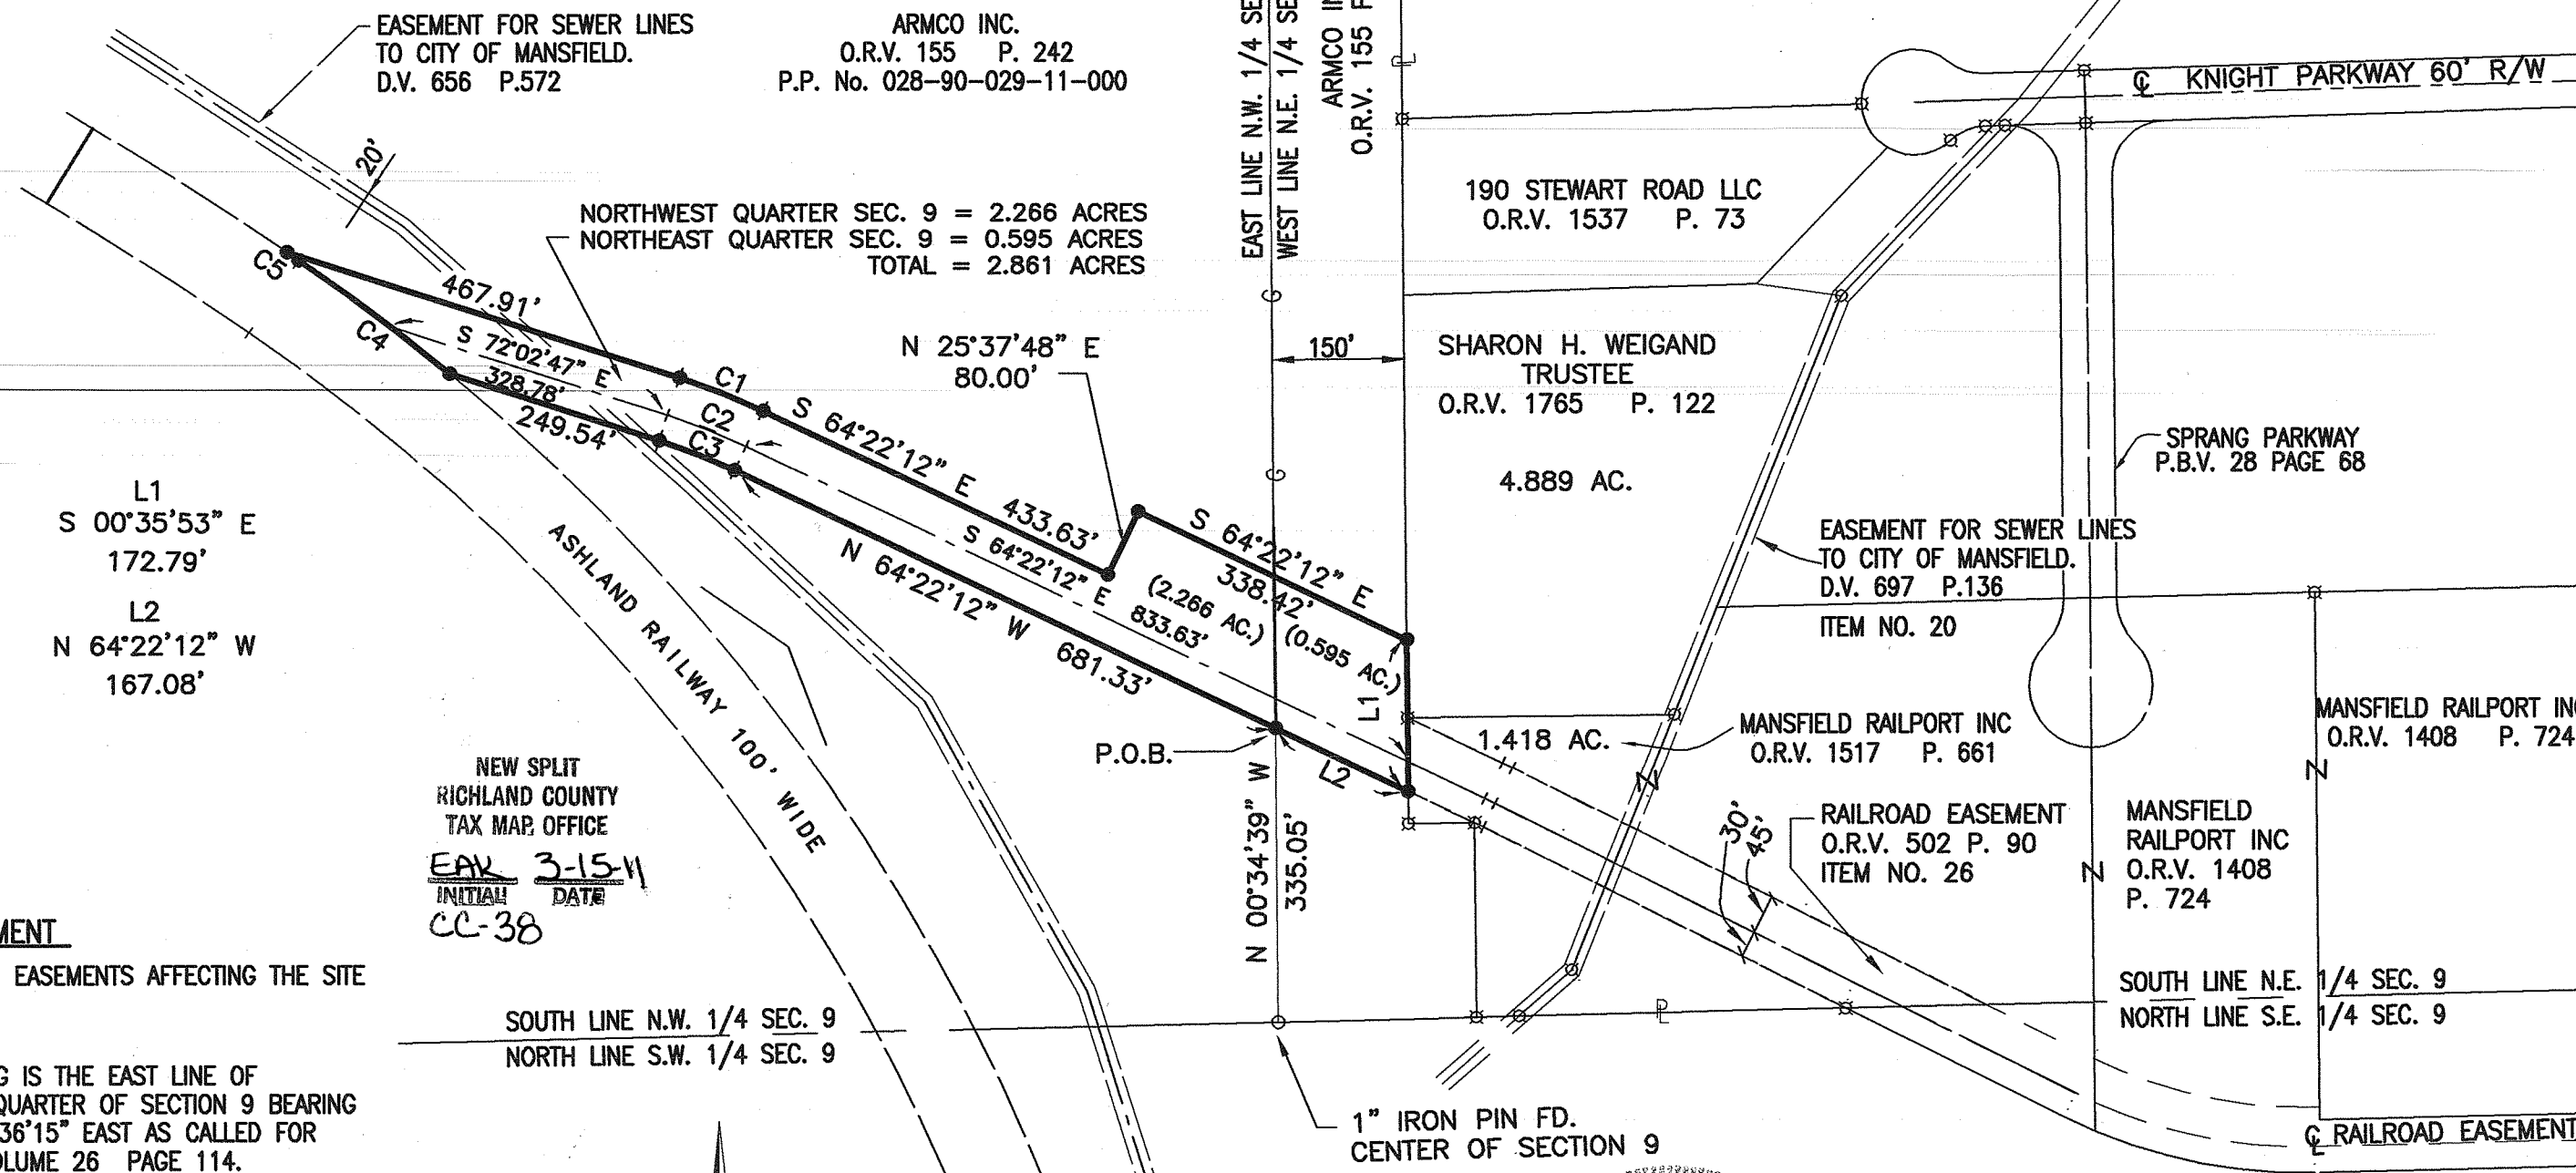 EASEMENT FOR SEWER LINES
TO CITY OF MANSFIELD.
D.V. 656 P.572
ARMCO INC.
O.R.V. 155 P. 242
P.P. No. 028-90-029-11-000
EAST LINE N.W. 1/4
WEST LINE N.E. 1/4
ARMCO
O.R.V. 155
℄ KNIGHT PARKWAY 60' R/W
20'
190 STEWART ROAD LLC
O.R.V. 1537 P. 73
NORTHWEST QUARTER SEC. 9 = 2.266 ACRES
NORTHEAST QUARTER SEC. 9 = 0.595 ACRES
TOTAL = 2.861 ACRES
C5
467.91'
C4
S 72°02'47" E
328.78'
249.54'
C1
C2
C3
N 25°37'48" E
80.00'
G
G
150'
SHARON H. WEIGAND
TRUSTEE
O.R.V. 1765 P. 122
4.889 AC.
SPRANG PARKWAY
P.B.V. 28 PAGE 68
S 64°22'12" E 433.63'
S 64°22'12" E 833.63'
S 64°22'12" E
338.42'
(2.266 AC.) (0.595 AC.)
N 64°22'12" W 681.33'
L1
S 00°35'53" E
172.79'
L2
N 64°22'12" W
167.08'
ASHLAND RAILWAY 100' WIDE
EASEMENT FOR SEWER LINES
TO CITY OF MANSFIELD.
D.V. 697 P.136
ITEM NO. 20
L1
P.O.B.
L2
1.418 AC.
MANSFIELD RAILPORT INC
O.R.V. 1517 P. 661
MANSFIELD RAILPORT
O.R.V. 1408 P. 724
NEW SPLIT
RICHLAND COUNTY
TAX MAP OFFICE
EAK 3-15-11
INITIAL DATE
CC-38
N 00°34'39" W
335.05'
30'
45'
Z
Z
Z
RAILROAD EASEMENT
O.R.V. 502 P. 90
ITEM NO. 26
MANSFIELD
RAILPORT INC
O.R.V. 1408
P. 724
EASEMENTS AFFECTING THE SITE
SOUTH LINE N.W. 1/4 SEC. 9
NORTH LINE S.W. 1/4 SEC. 9
SOUTH LINE N.E. 1/4 SEC. 9
NORTH LINE S.E. 1/4 SEC. 9
IS THE EAST LINE OF
QUARTER OF SECTION 9 BEARING
36'15" EAST AS CALLED FOR
PAGE 114.
1" IRON PIN FD.
CENTER OF SECTION 9
℄ RAILROAD EASEMENT